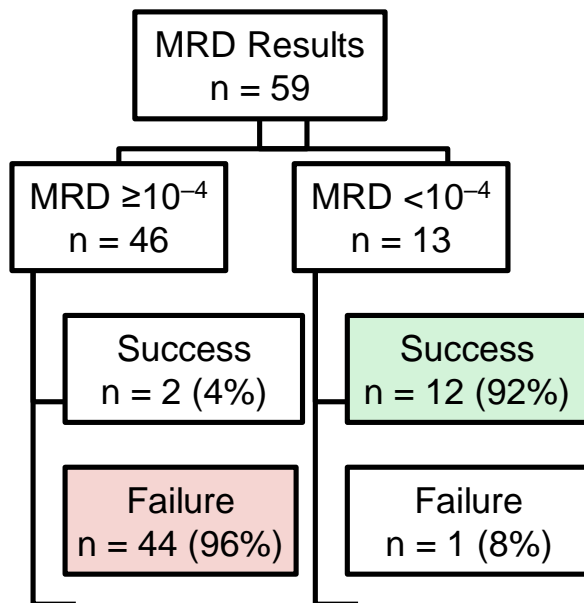 MRD Results
n = 59
MRD ≥10⁻⁴
n = 46
MRD <10⁻⁴
n = 13
Success
n = 2 (4%)
Success
n = 12 (92%)
Failure
n = 44 (96%)
Failure
n = 1 (8%)